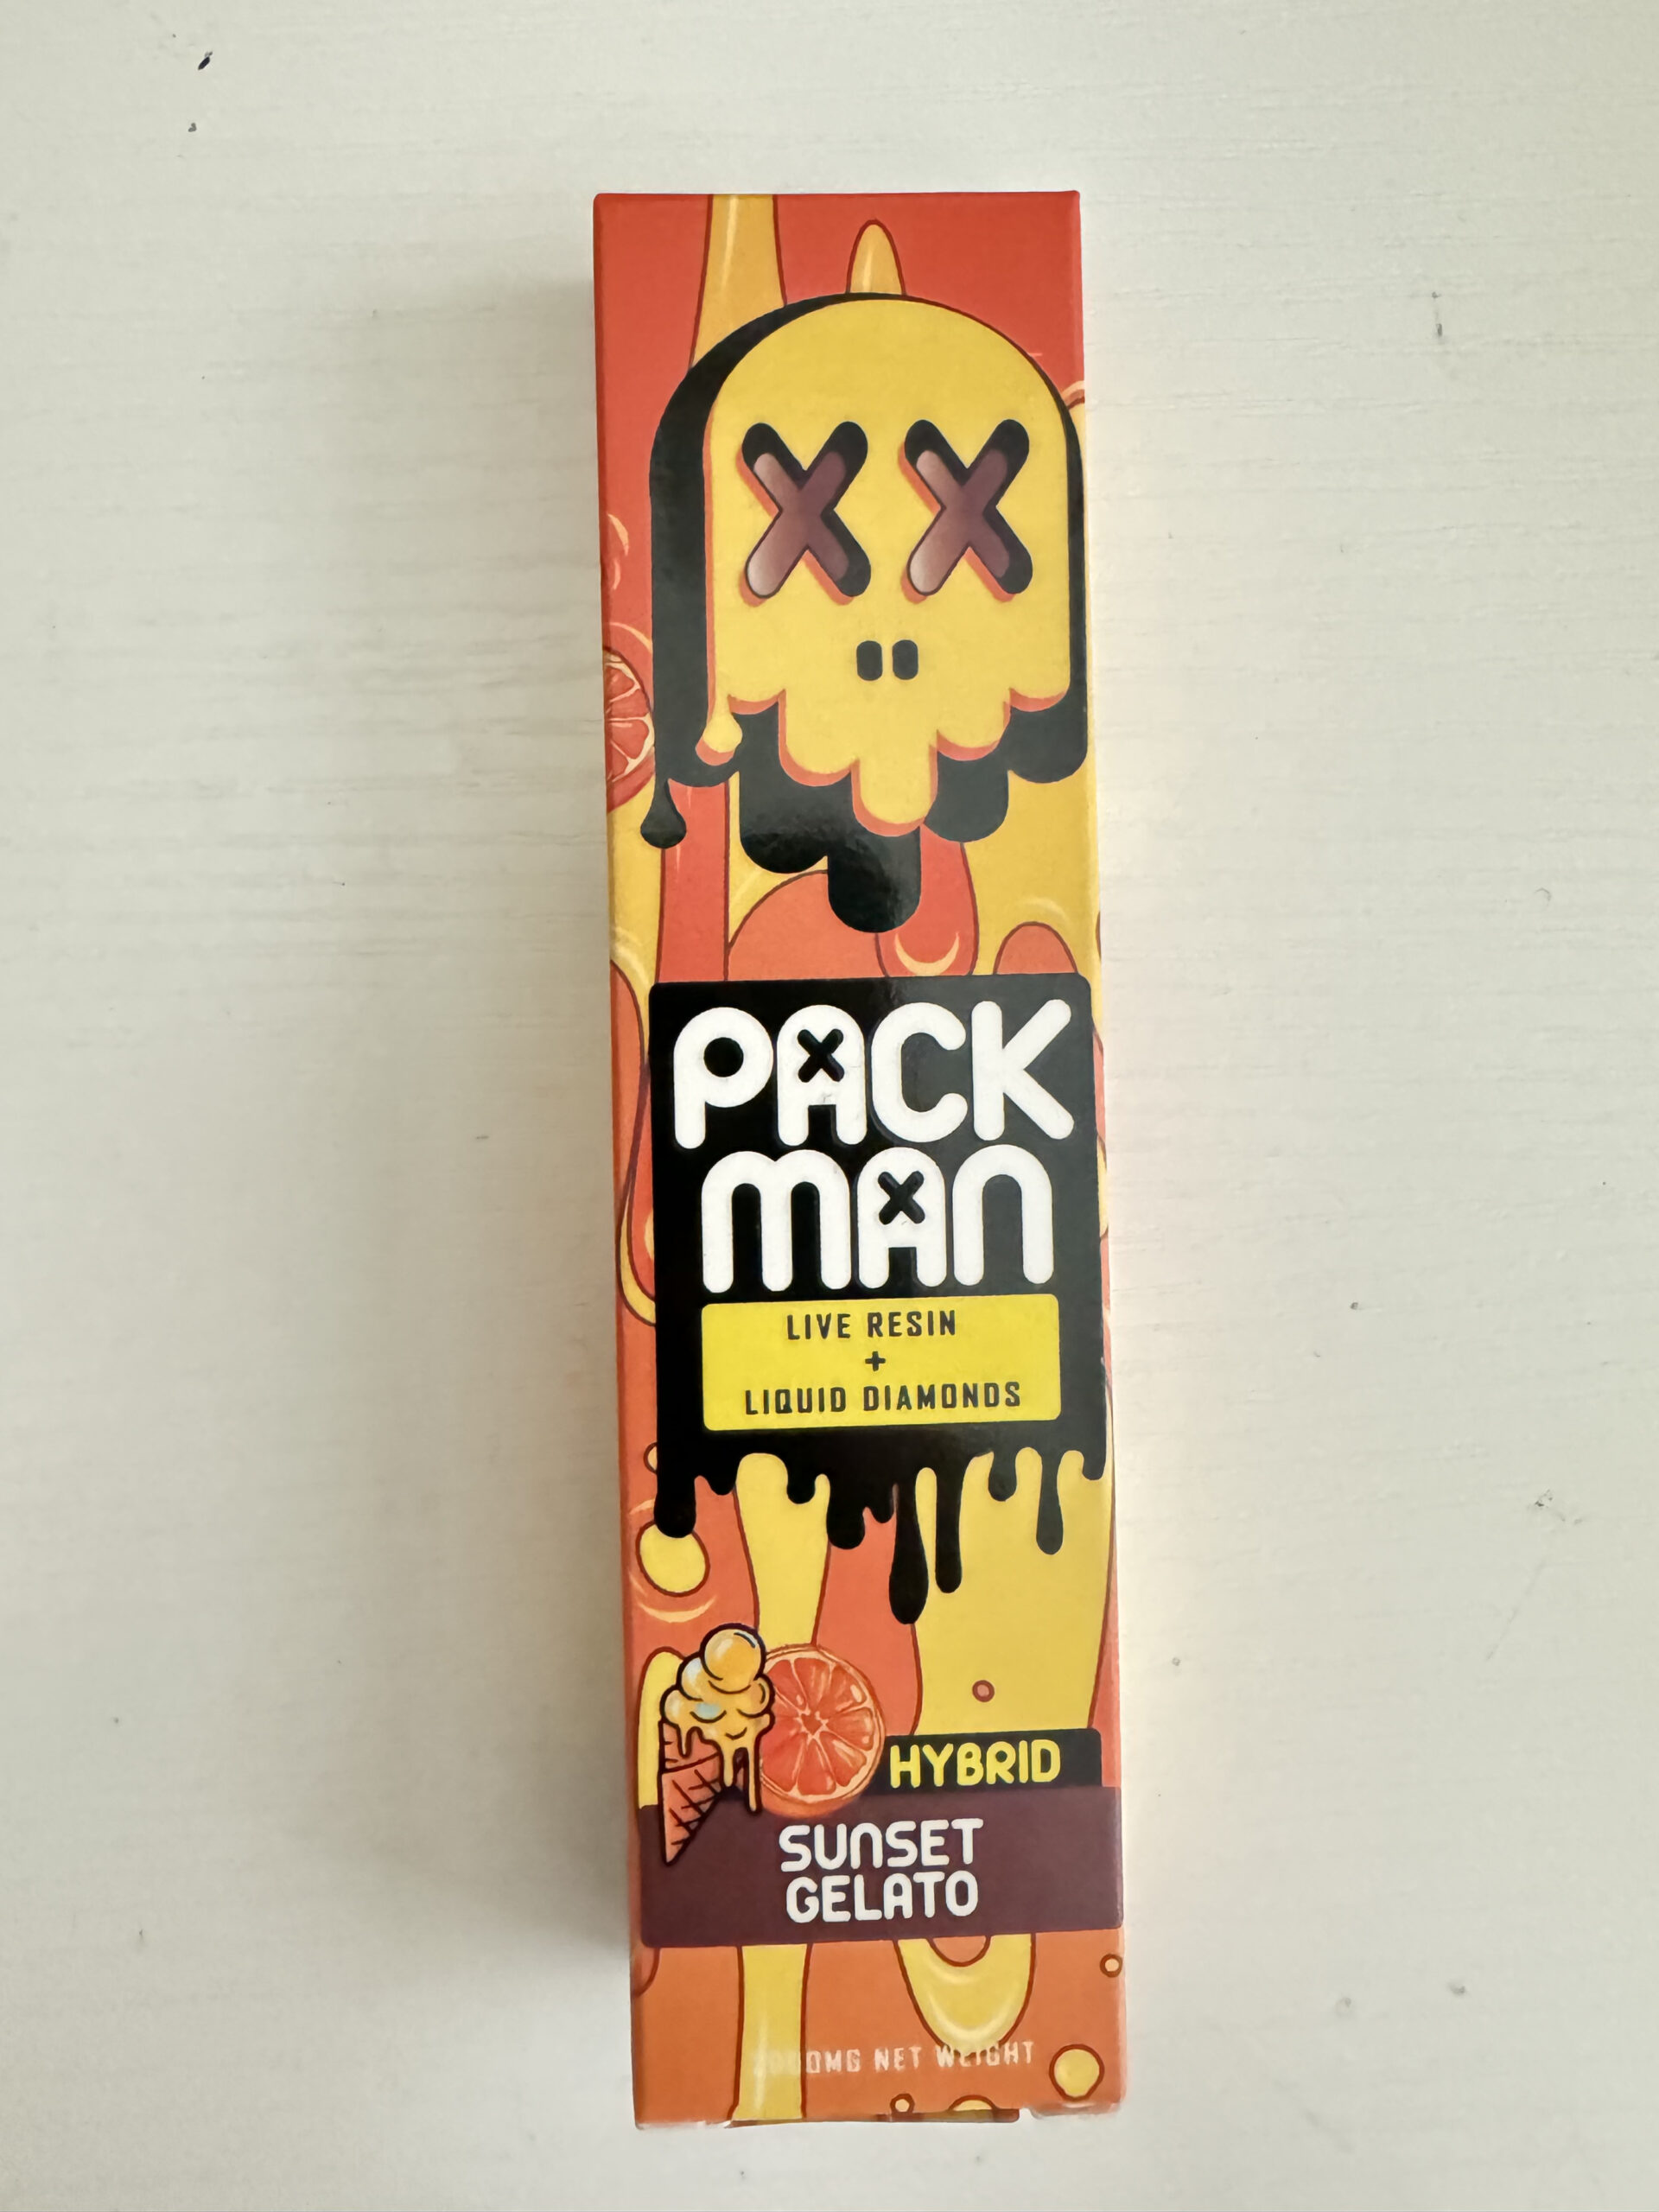 PACK
MAN
LIVE RESIN
+
LIQUID DIAMONDS
HYBRID
SUNSET
GELATO
NET WEIGHT